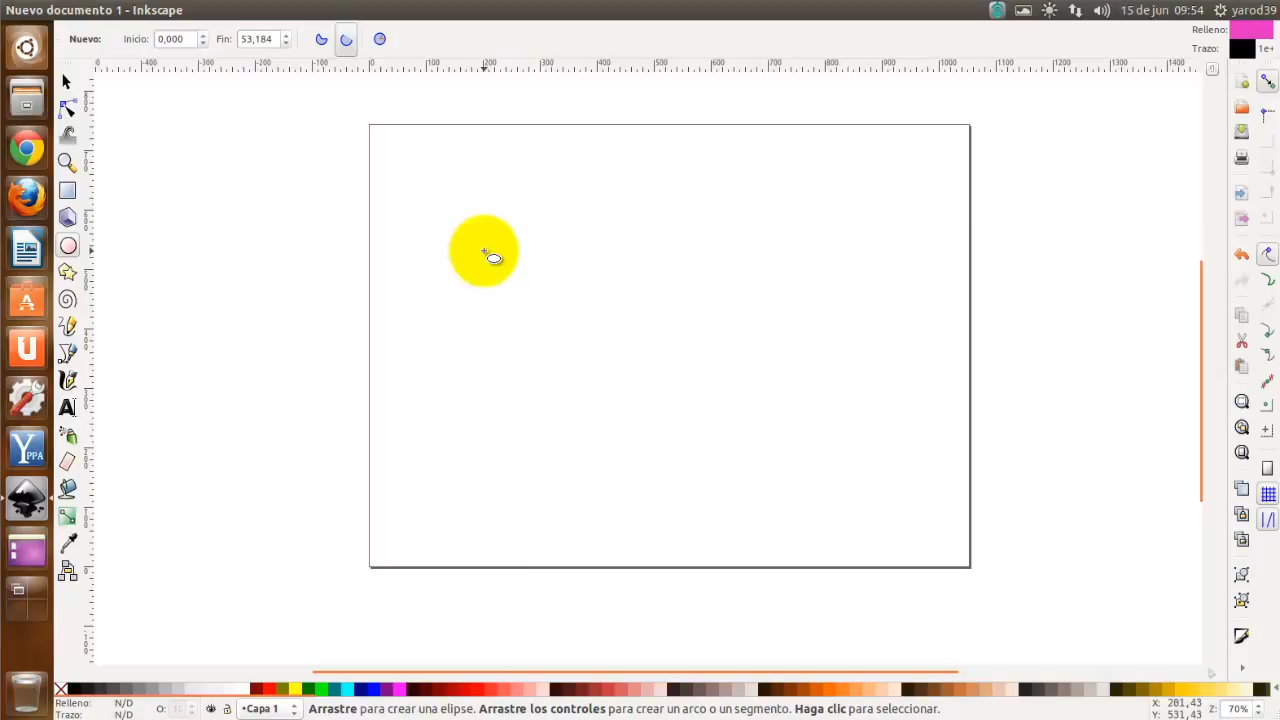 Nuevo documento 1 - Inkscape
15 de jun 09:54 yarod39
Nuevo: Inicio: 0,000 Fin: 53,184
Relleno:
Trazo: 1e+
Relleno: N/D
Trazo: N/D
O:
Capa 1
Arrastre para crear una elipse. Arrastre los controles para crear un arco o un segmento. Haga clic para seleccionar.
X: 201,43
Y: 531,43
Z: 70%